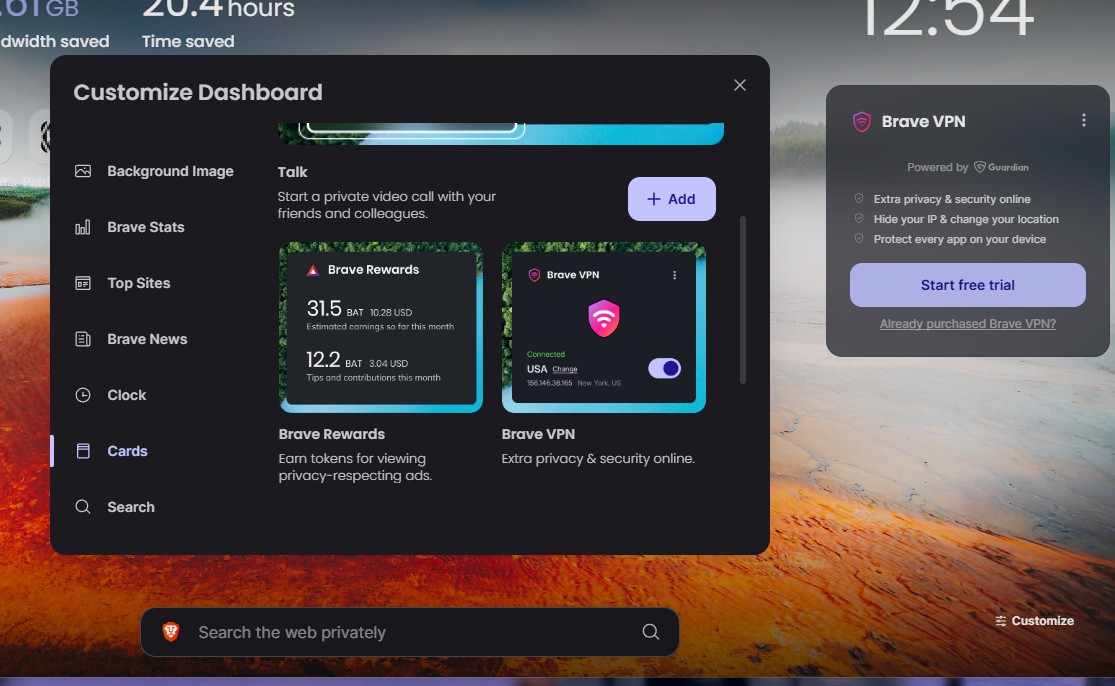 GB
20.4 hours
dwidth saved
Time saved
12:54
Customize Dashboard
Background Image
Brave Stats
Top Sites
Brave News
Clock
Cards
Search
Talk
Start a private video call with your
friends and colleagues.
+ Add
Brave Rewards
31.5 BAT 10.28 USD
Estimated earnings so far this month
12.2 BAT 3.04 USD
Tips and contributions this month
Brave VPN
Connected
USA Change
156.146.36.165 New York, US
Brave Rewards
Earn tokens for viewing
privacy-respecting ads.
Brave VPN
Extra privacy & security online.
Brave VPN
Powered by Guardian
Extra privacy & security online
Hide your IP & change your location
Protect every app on your device
Start free trial
Already purchased Brave VPN?
Search the web privately
Customize